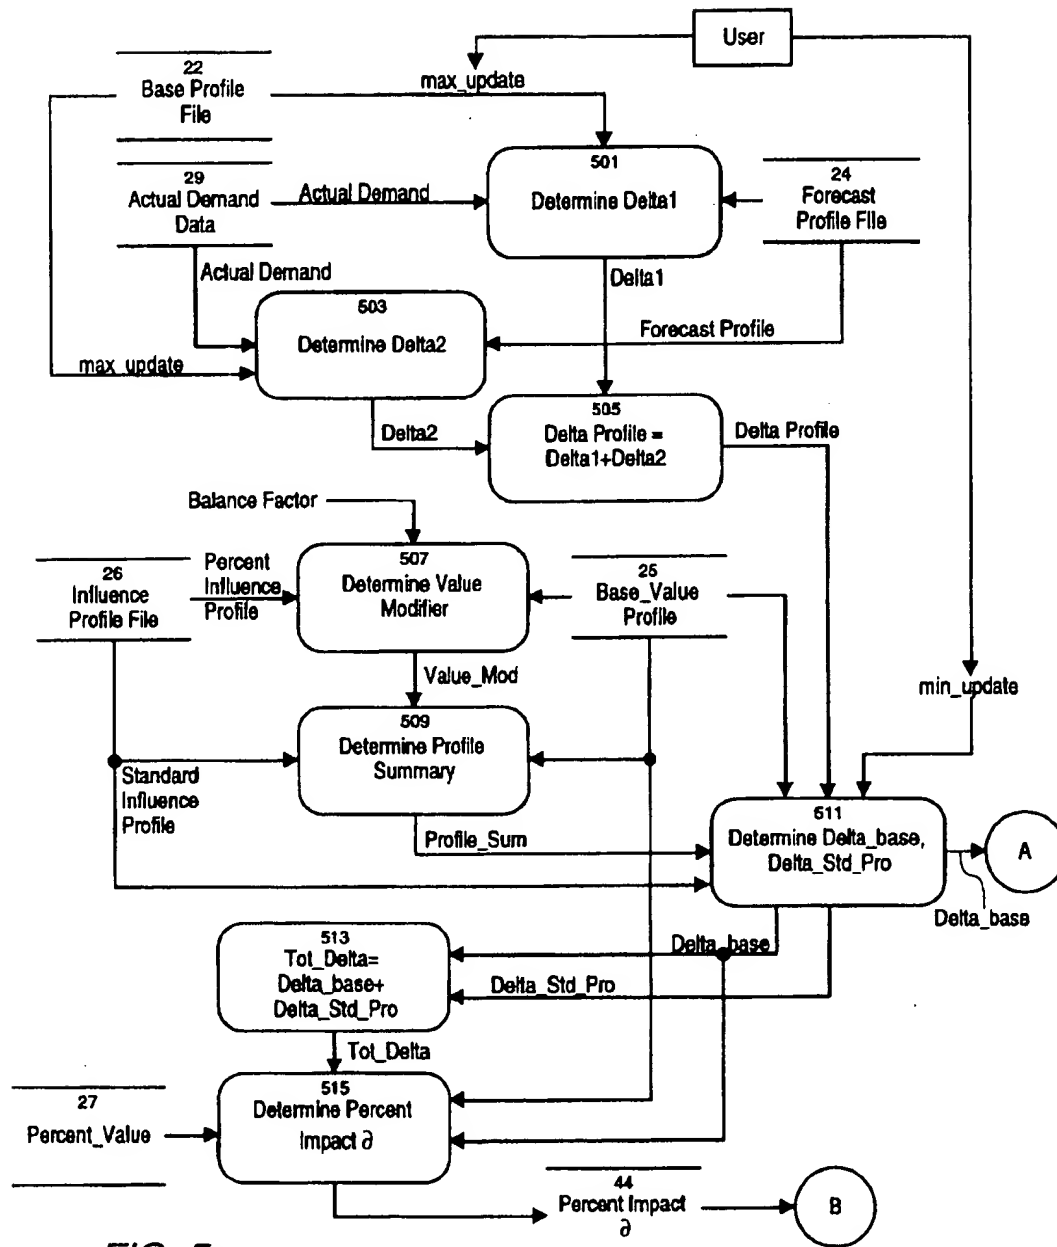 User
22
Base Profile
File
max_update
501
Determine Delta1
29
Actual Demand
Data
Actual Demand
24
Forecast
Profile File
Actual Demand
Delta1
503
Determine Delta2
Forecast Profile
max_update
505
Delta Profile =
Delta1+Delta2
Delta2
Delta Profile
Balance Factor
507
Determine Value
Modifier
26
Influence
Profile File
Percent
Influence
Profile
25
Base_Value
Profile
Value_Mod
min_update
509
Determine Profile
Summary
Standard
Influence
Profile
Profile_Sum
511
Determine Delta_base,
Delta_Std_Pro
A
Delta_base
513
Tot_Delta=
Delta_base+
Delta_Std_Pro
Delta_base
Delta_Std_Pro
Tot_Delta
27
Percent_Value
515
Determine Percent
Impact ∂
44
Percent Impact
∂
B